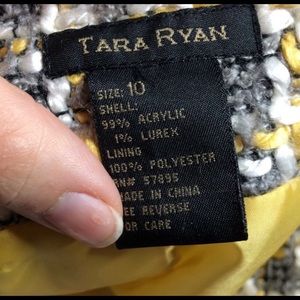 TARA RYAN
SIZE: 10
SHELL:
99% ACRYLIC
1% LUREX
LINING
100% POLYESTER
RN# 57895
MADE IN CHINA
SEE REVERSE
FOR CARE